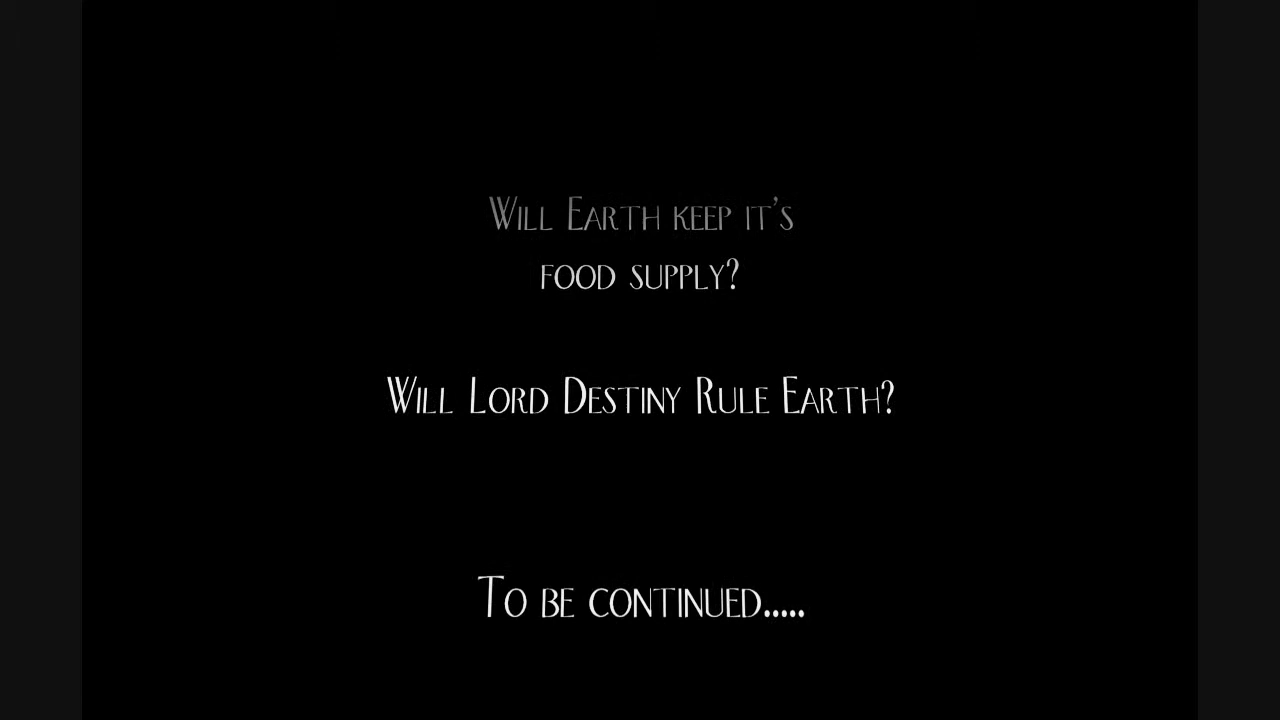 Will Earth keep it's
food supply?
Will Lord Destiny Rule Earth?
To be continued.....